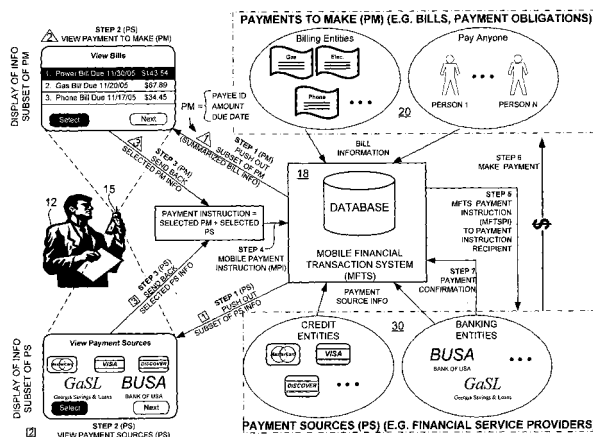 STEP 2 (PS)
2 VIEW PAYMENT TO MAKE (PM)
DISPLAY OF INFO
SUBSET OF PM
View Bills
1. Power Bill Due 11/30/05 $143.54
2. Gas Bill Due 11/20/05 $87.89
3. Phone Bill Due 11/17/05 $34.45
Select
Next
PM =
PAYEE ID
AMOUNT
DUE DATE
PAYMENTS TO MAKE (PM) (E.G. BILLS, PAYMENT OBLIGATIONS)
Billing Entities
Gas
Elec.
Phone
Pay Anyone
PERSON 1
PERSON N
20
1
STEP 1 (PM)
PUSH OUT
SUBSET OF PM
(SUMMARIZED BILL INFO)
3
STEP 3 (PM)
SEND BACK
SELECTED PM INFO
BILL
INFORMATION
STEP 6
MAKE PAYMENT
$
12
15
PAYMENT INSTRUCTION =
SELECTED PM + SELECTED
PS
STEP 4
MOBILE PAYMENT
INSTRUCTION (MPI)
18
DATABASE
MOBILE FINANCIAL
TRANSACTION SYSTEM
(MFTS)
STEP 5
MFTS PAYMENT
INSTRUCTION
(MFTSPI)
TO PAYMENT
INSTRUCTION
RECIPIENT
STEP 7
PAYMENT
CONFIRMATION
3
STEP 3 (PS)
SEND BACK
SELECTED PS INFO
1
STEP 1 (PS)
PUSH OUT
SUBSET OF PS INFO
PAYMENT
SOURCE INFO
DISPLAY OF INFO
SUBSET OF PS
View Payment Sources
MasterCard
VISA
DISCOVER
GaSL
Georgia Savings & Loans
BUSA
BANK OF USA
Select
Next
2
STEP 2 (PS)
VIEW PAYMENT SOURCES (PS)
CREDIT
ENTITIES
MasterCard
VISA
DISCOVER
30
BANKING
ENTITIES
BUSA
BANK OF USA
GaSL
Georgia Savings & Loans
PAYMENT SOURCES (PS) (E.G. FINANCIAL SERVICE PROVIDERS